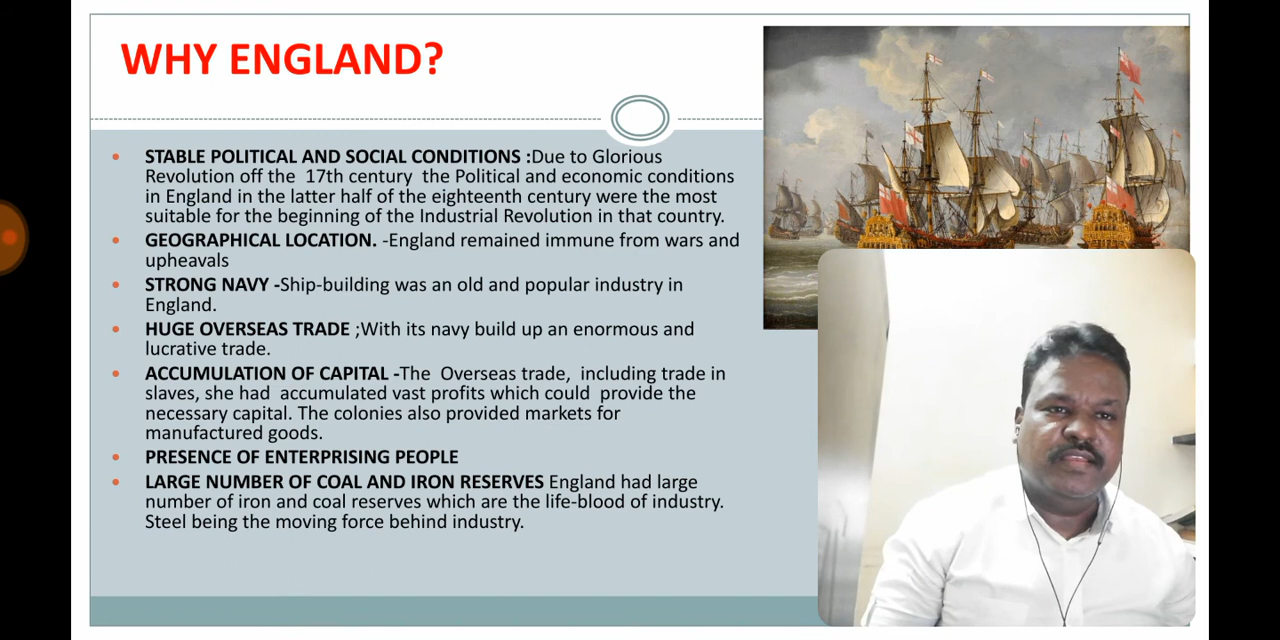 WHY ENGLAND?
STABLE POLITICAL AND SOCIAL CONDITIONS :Due to Glorious
Revolution off the 17th century the Political and economic conditions
in England in the latter half of the eighteenth century were the most
suitable for the beginning of the Industrial Revolution in that country.
GEOGRAPHICAL LOCATION. -England remained immune from wars and
upheavals
STRONG NAVY -Ship-building was an old and popular industry in
England.
HUGE OVERSEAS TRADE ;With its navy build up an enormous and
lucrative trade.
ACCUMULATION OF CAPITAL -The Overseas trade, including trade in
slaves, she had accumulated vast profits which could provide the
necessary capital. The colonies also provided markets for
manufactured goods.
PRESENCE OF ENTERPRISING PEOPLE
LARGE NUMBER OF COAL AND IRON RESERVES England had large
number of iron and coal reserves which are the life-blood of industry.
Steel being the moving force behind industry.